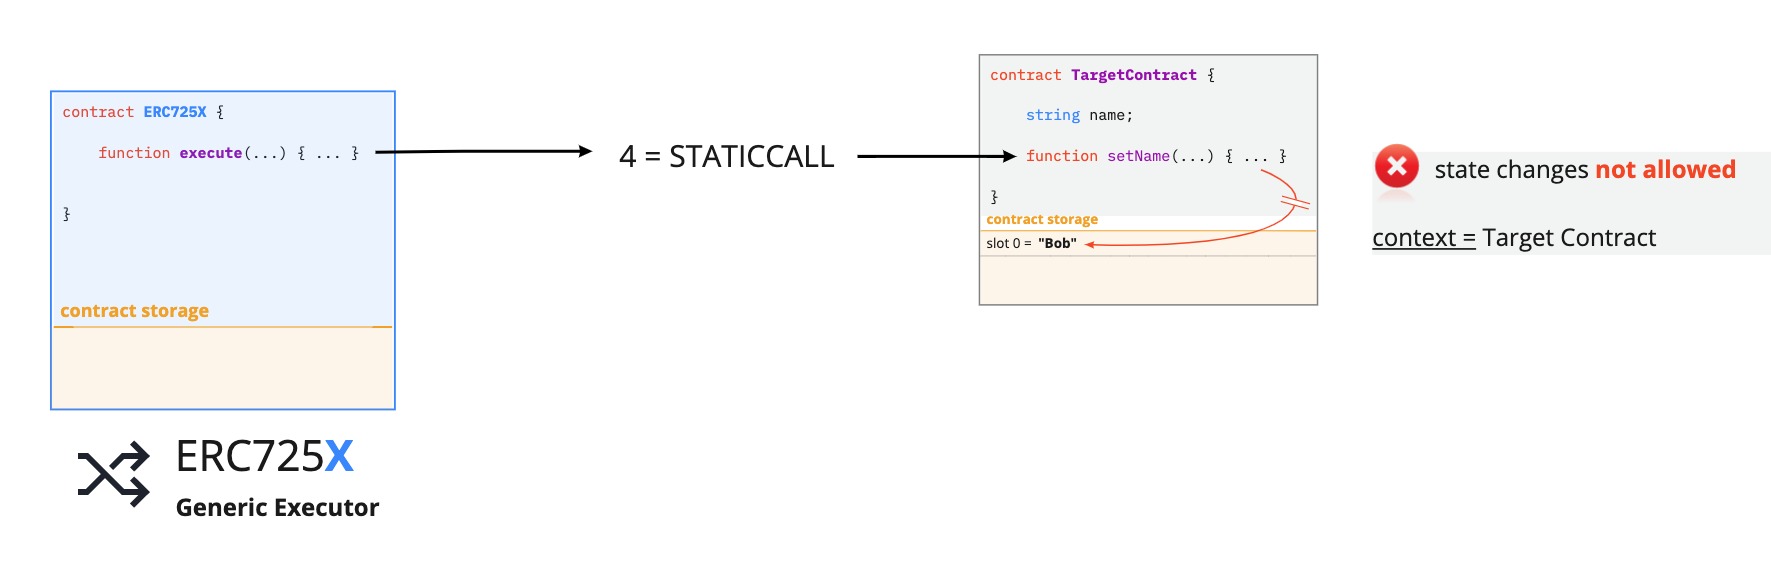 contract ERC725X {
function execute(...) { ... }
}
contract storage
ERC725X
Generic Executor
4 = STATICCALL
contract TargetContract {
string name;
function setName(...) { ... }
}
contract storage
slot 0 = "Bob"
state changes not allowed
context = Target Contract